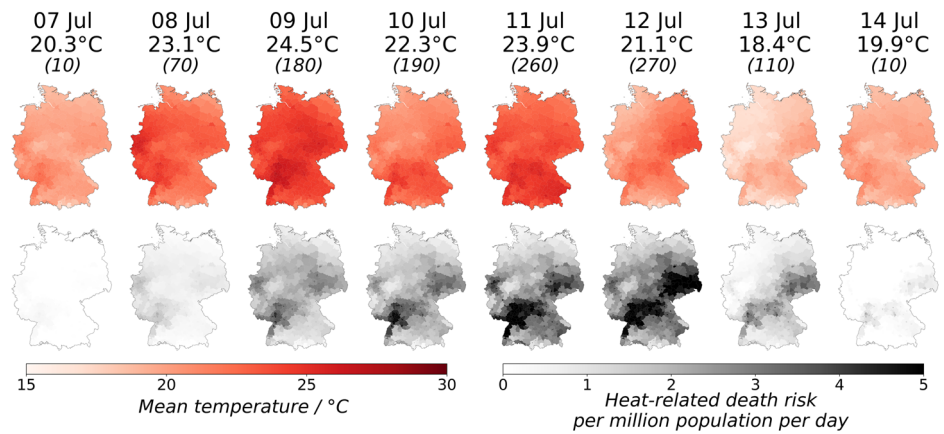 07 Jul 08 Jul 09 Jul 10 Jul 11 Jul 12 Jul 13 Jul 14 Jul
20.3°C 23.1°C 24.5°C 22.3°C 23.9°C 21.1°C 18.4°C 19.9°C
(10) (70) (180) (190) (260) (270) (110) (10)
15 20 25 30
Mean temperature / °C
0 1 2 3 4 5
Heat-related death risk
per million population per day